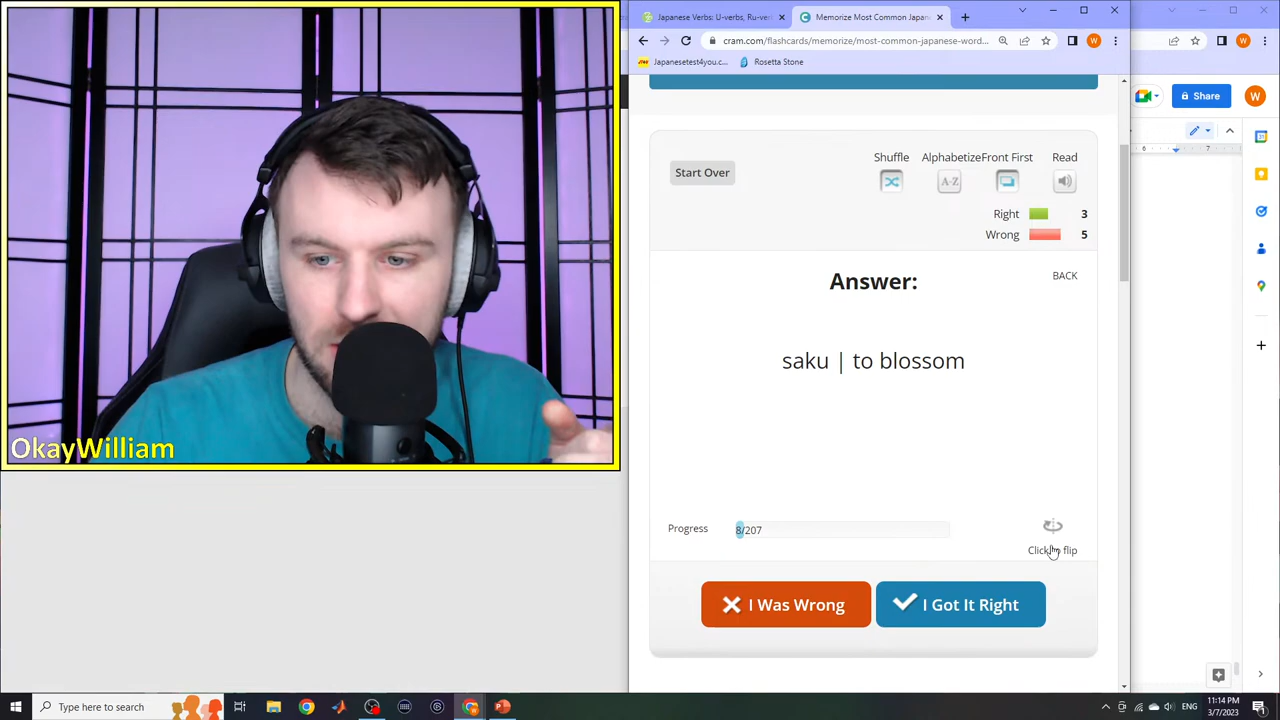 OkayWilliam
Japanese Verbs: U-verbs, Ru-ver
Memorize Most Common Japan
cram.com/flashcards/memorize/most-common-japanese-word...
Japanesetest4you.c...
Rosetta Stone
Share
W
W
W
6
7
Start Over
Shuffle
Alphabetize
Front First
Read
A-Z
Right 3
Wrong 5
Answer:
BACK
saku | to blossom
Progress
8/207
Click to flip
I Was Wrong
I Got It Right
Type here to search
ENG
11:14 PM
3/7/2023